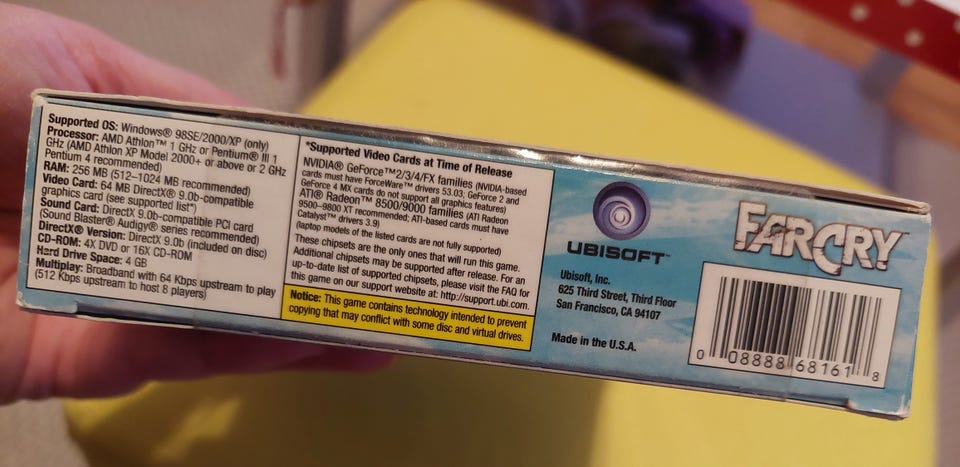 Supported OS: Windows® 98SE/2000/XP (only)
Processor: AMD Athlon™ 1 GHz or Pentium® III 1
GHz (AMD Athlon XP Model 2000+ or above or 2 GHz
Pentium 4 recommended)
RAM: 256 MB (512–1024 MB recommended)
Video Card: 64 MB DirectX® 9.0b-compatible
graphics card (see supported list*)
Sound Card: DirectX 9.0b-compatible PCI card
(Sound Blaster® Audigy® series recommended)
DirectX® Version: DirectX 9.0b (included on disc)
CD-ROM: 4X DVD or 16X CD-ROM
Hard Drive Space: 4 GB
Multiplay: Broadband with 64 Kbps upstream to play
(512 Kbps upstream to host 8 players)
*Supported Video Cards at Time of Release
NVIDIA® GeForce™2/3/4/FX families (NVIDIA-based
cards must have ForceWare™ drivers 53.03; GeForce 2 and
GeForce 4 MX cards do not support all graphics features)
ATI® Radeon™ 8500/9000 families (ATI Radeon
9500–9800 XT recommended; ATI-based cards must have
Catalyst™ drivers 3.9)
(laptop models of the listed cards are not fully supported)
These chipsets are the only ones that will run this game.
Additional chipsets may be supported after release. For an
up-to-date list of supported chipsets, please visit the FAQ for
this game on our support website at: http://support.ubi.com.
Notice: This game contains technology intended to prevent
copying that may conflict with some disc and virtual drives.
UBISOFT™
Ubisoft, Inc.
625 Third Street, Third Floor
San Francisco, CA 94107
Made in the U.S.A.
FARCRY™
0 08888 68161 8